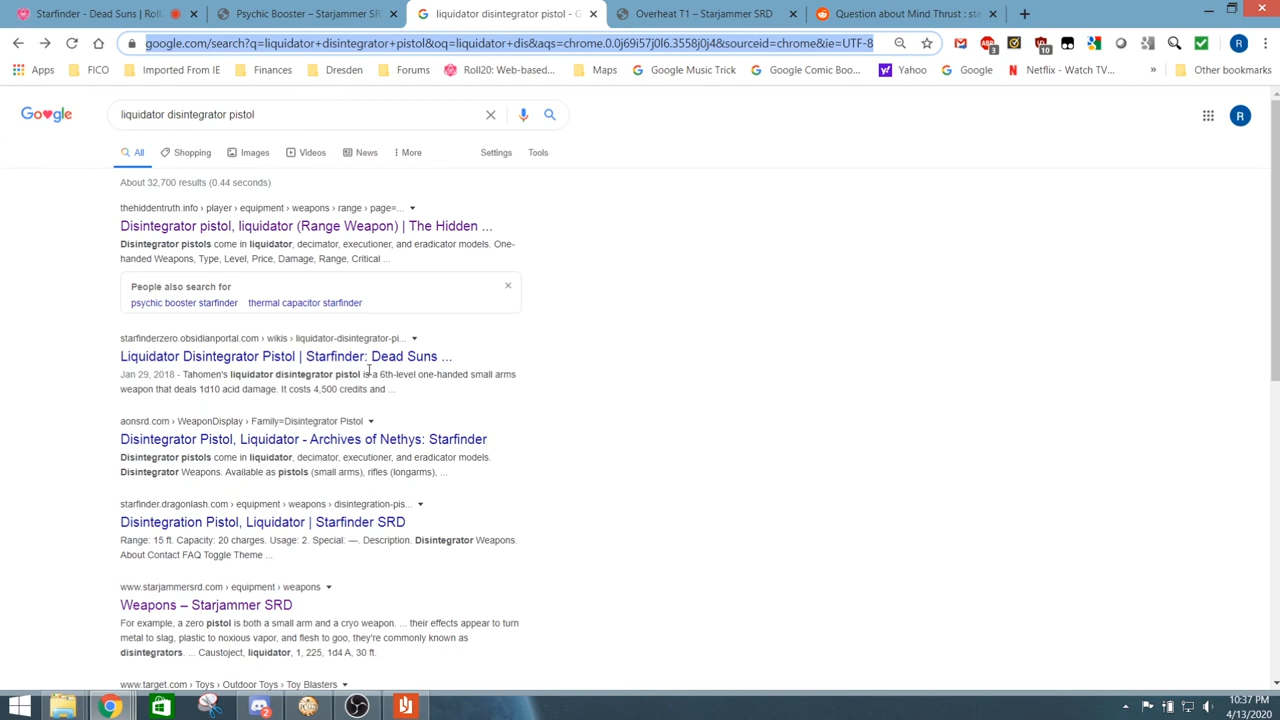 Dead Suns | Roll
Psychic Booster – Starjammer SR
liquidator disintegrator pistol - G
Overheat T1 – Starjammer SRD
Question about Mind Thrust : sta
google.com/search?q=liquidator+disintegrator+pistol&oq=liquidator+dis&aqs=chrome.0.0j69i57j0l6.3558j0j4&sourceid=chrome&ie=UTF-8
3
10
R
Apps
FICO
Imported From IE
Finances
Dresden
Forums
Roll20: Web-based...
Maps
Google Music Trick
Google Comic Boo...
Yahoo
Google
Netflix - Watch TV...
»
Other bookmarks
Google
liquidator disintegrator pistol
R
All
Shopping
Images
Videos
News
More
Settings
Tools
About 32,700 results (0.44 seconds)
thehiddentruth.info › player › equipment › weapons › range › page=...
Disintegrator pistol, liquidator (Range Weapon) | The Hidden ...
Disintegrator pistols come in liquidator, decimator, executioner, and eradicator models. One-
handed Weapons, Type, Level, Price, Damage, Range, Critical ...
People also search for
psychic booster starfinder
thermal capacitor starfinder
starfinderzero.obsidianportal.com › wikis › liquidator-disintegrator-pi...
Liquidator Disintegrator Pistol | Starfinder: Dead Suns ...
Jan 29, 2018 - Tahomen's liquidator disintegrator pistol is a 6th-level one-handed small arms
weapon that deals 1d10 acid damage. It costs 4,500 credits and ...
aonsrd.com › WeaponDisplay › Family=Disintegrator Pistol
Disintegrator Pistol, Liquidator - Archives of Nethys: Starfinder
Disintegrator pistols come in liquidator, decimator, executioner, and eradicator models.
Disintegrator Weapons. Available as pistols (small arms), rifles (longarms), ...
starfinder.dragonlash.com › equipment › weapons › disintegration-pis...
Disintegration Pistol, Liquidator | Starfinder SRD
Range: 15 ft. Capacity: 20 charges. Usage: 2. Special: —. Description. Disintegrator Weapons.
About Contact FAQ Toggle Theme ...
www.starjammersrd.com › equipment › weapons
Weapons – Starjammer SRD
For example, a zero pistol is both a small arm and a cryo weapon. ... their effects appear to turn
metal to slag, plastic to noxious vapor, and flesh to goo, they're commonly known as
disintegrators. ... Caustoject, liquidator, 1, 225, 1d4 A, 30 ft.
www.target.com › Toys › Outdoor Toys › Toy Blasters
2
10:37 PM
4/13/2020